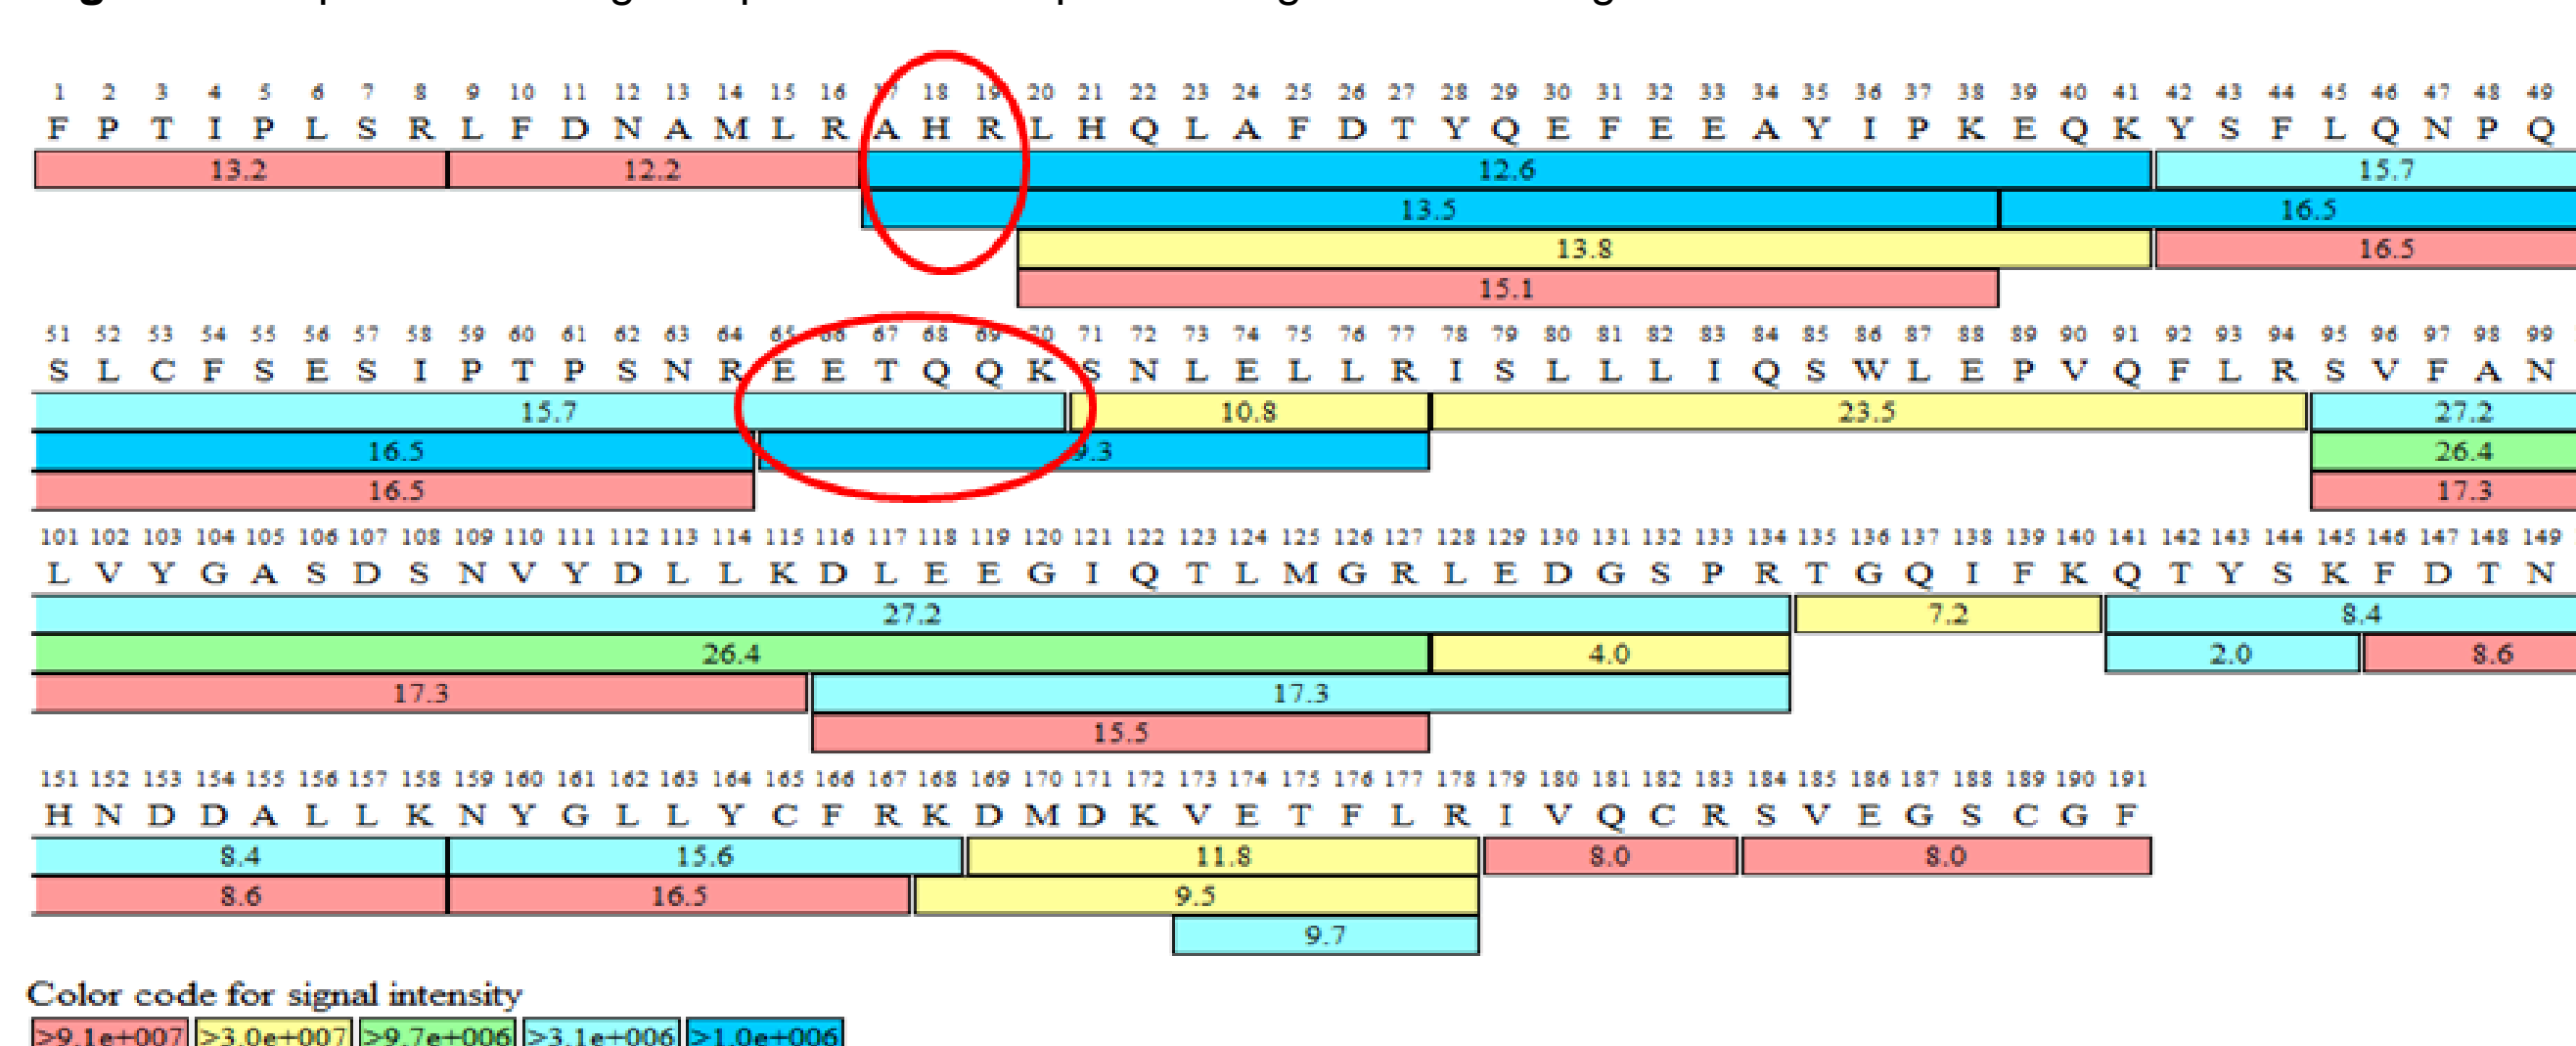 1 2 3 4 5 6 7 8 9 10 11 12 13 14 15 16 17 18 19 20 21 22 23 24 25 26 27 28 29 30 31 32 33 34 35 36 37 38 39 40 41 42 43 44 45 46 47 48 49
F P T I P L S R L F D N A M L R A H R L H Q L A F D T Y Q E F E E A Y I P K E Q K Y S F L Q N P Q
13.2 12.2 12.6 15.7
13.5 16.5
13.8 16.5
15.1
51 52 53 54 55 56 57 58 59 60 61 62 63 64 65 66 67 68 69 70 71 72 73 74 75 76 77 78 79 80 81 82 83 84 85 86 87 88 89 90 91 92 93 94 95 96 97 98 99
S L C F S E S I P T P S N R E E T Q Q K S N L E L L R I S L L L I Q S W L E P V Q F L R S V F A N
15.7 10.8 23.5 27.2
16.5 9.3 26.4
16.5 17.3
101 102 103 104 105 106 107 108 109 110 111 112 113 114 115 116 117 118 119 120 121 122 123 124 125 126 127 128 129 130 131 132 133 134 135 136 137 138 139 140 141 142 143 144 145 146 147 148 149
L V Y G A S D S N V Y D L L K D L E E G I Q T L M G R L E D G S P R T G Q I F K Q T Y S K F D T N
27.2 7.2 8.4
26.4 4.0 2.0 8.6
17.3 17.3
15.5
151 152 153 154 155 156 157 158 159 160 161 162 163 164 165 166 167 168 169 170 171 172 173 174 175 176 177 178 179 180 181 182 183 184 185 186 187 188 189 190 191
H N D D A L L K N Y G L L Y C F R K D M D K V E T F L R I V Q C R S V E G S C G F
8.4 15.6 11.8 8.0 8.0
8.6 16.5 9.5
9.7
Color code for signal intensity
>9.1e+007 >3.0e+007 >9.7e+006 >3.1e+006 >1.0e+006